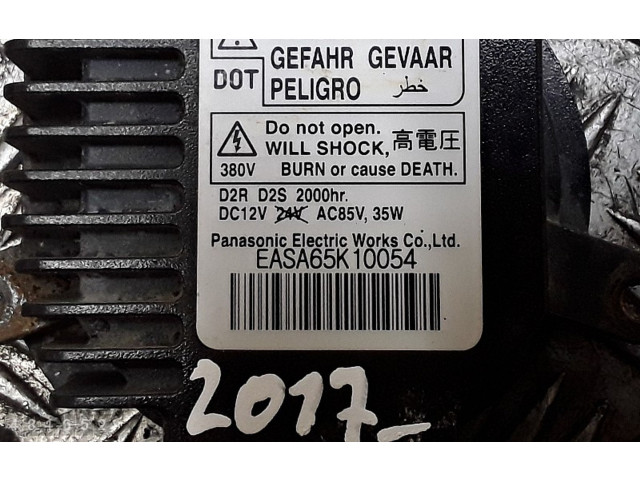 GEFAHR GEVAAR
DOT PELIGRO خطر
Do not open.
WILL SHOCK, 高電圧
380V BURN or cause DEATH.
D2R D2S 2000hr.
DC12V 24V AC85V, 35W
Panasonic Electric Works Co.,Ltd.
EASA65K10054
2017_